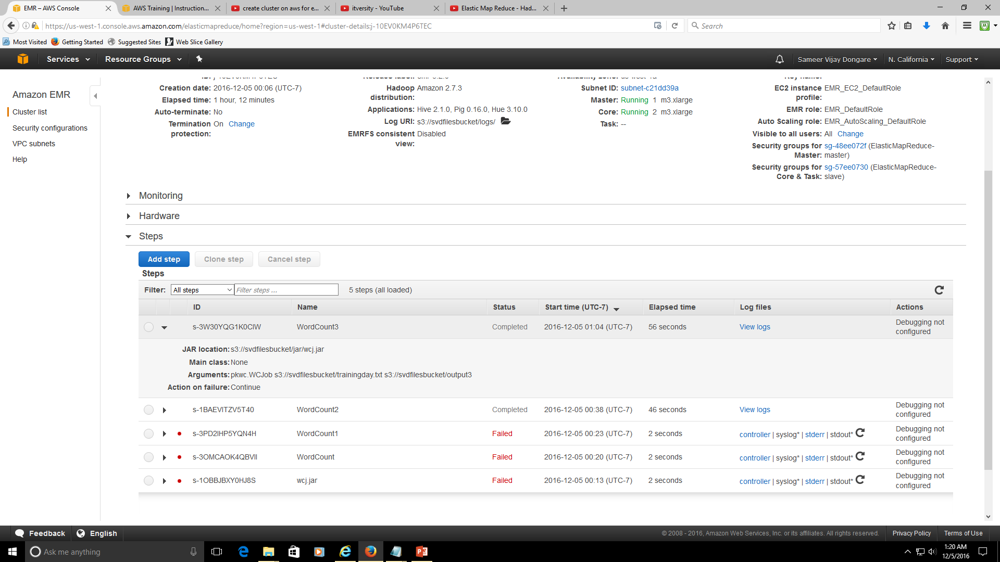 EMR – AWS Console
AWS Training | Instruction...
create cluster on aws for e...
itversity - YouTube
Elastic Map Reduce - Had...
https://us-west-1.console.aws.amazon.com/elasticmapreduce/home?region=us-west-1#cluster-details:j-10EV0KM4P6TEC
Search
Most Visited
Getting Started
Suggested Sites
Web Slice Gallery
Services
Resource Groups
Sameer Vijay Dongare
N. California
Support
Amazon EMR
Cluster list
Security configurations
VPC subnets
Help
Creation date: 2016-12-05 00:06 (UTC-7)
Elapsed time: 1 hour, 12 minutes
Auto-terminate: No
Termination On Change
protection:
Hadoop Amazon 2.7.3
distribution:
Applications: Hive 2.1.0, Pig 0.16.0, Hue 3.10.0
Log URI: s3://svdfilesbucket/logs/
EMRFS consistent Disabled
view:
Subnet ID: subnet-c21dd39a
Master: Running 1 m3.xlarge
Core: Running 2 m3.xlarge
Task: --
EC2 instance EMR_EC2_DefaultRole
profile:
EMR role: EMR_DefaultRole
Auto Scaling role: EMR_AutoScaling_DefaultRole
Visible to all users: All Change
Security groups for sg-48ee072f (ElasticMapReduce-
Master: master)
Security groups for sg-57ee0730 (ElasticMapReduce-
Core & Task: slave)
Monitoring
Hardware
Steps
Add step
Clone step
Cancel step
Steps
Filter: All steps Filter steps ... 5 steps (all loaded)
ID Name Status Start time (UTC-7) Elapsed time Log files Actions
s-3W30YQG1K0CIW WordCount3 Completed 2016-12-05 01:04 (UTC-7) 56 seconds View logs Debugging not
configured
JAR location: s3://svdfilesbucket/jar/wcj.jar
Main class: None
Arguments: pkwc.WCJob s3://svdfilesbucket/trainingday.txt s3://svdfilesbucket/output3
Action on failure: Continue
s-1BAEVITZV5T40 WordCount2 Completed 2016-12-05 00:38 (UTC-7) 46 seconds View logs Debugging not
configured
s-3PD2IHP5YQN4H WordCount1 Failed 2016-12-05 00:23 (UTC-7) 2 seconds controller | syslog* | stderr | stdout* Debugging not
configured
s-3OMCAOK4QBVII WordCount Failed 2016-12-05 00:20 (UTC-7) 2 seconds controller | syslog* | stderr | stdout* Debugging not
configured
s-1OBBJBXY0HJ8S wcj.jar Failed 2016-12-05 00:13 (UTC-7) 2 seconds controller | syslog* | stderr | stdout* Debugging not
configured
Feedback
English
© 2008 - 2016, Amazon Web Services, Inc. or its affiliates. All rights reserved.
Privacy Policy
Terms of Use
Ask me anything
1:20 AM
12/5/2016